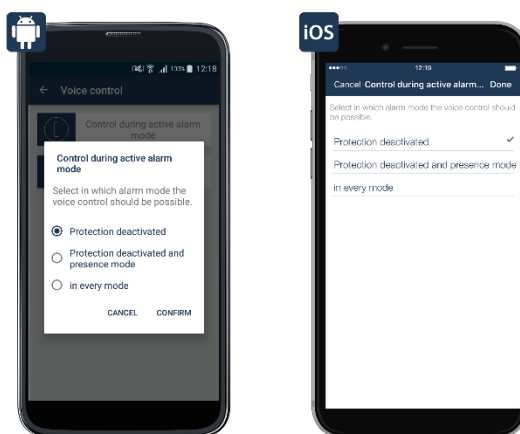 12:18
Voice control
Control during active alarm
mode
Control during active alarm
mode
Select in which alarm mode the
voice control should be possible.
Protection deactivated
Protection deactivated and
presence mode
in every mode
CANCEL CONFIRM
iOS
12:19
Cancel Control during active alarm... Done
Select in which alarm mode the voice control should
be possible.
Protection deactivated
Protection deactivated and presence mode
in every mode